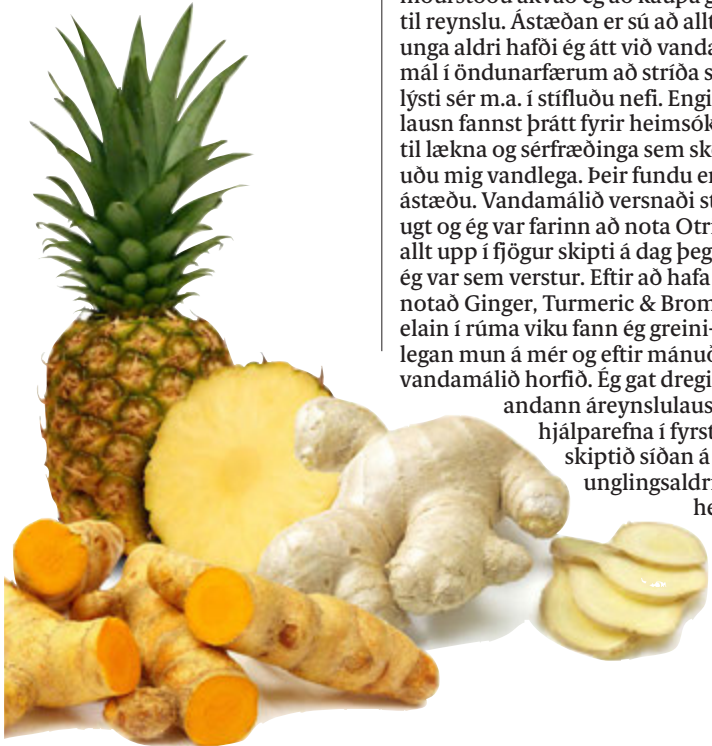 ákvað ég að kaupa
til reynslu. Ástæðan er sú að allt
unga aldri hafði ég átt við vanda
mál í öndunarfærum að stríða s
lýsti sér m.a. í stífluðu nefi. Engi
lausn fannst þrátt fyrir heimsók
til lækna og sérfræðinga sem sko
uðu mig vandlega. Þeir fundu en
ástæðu. Vandamálið versnaði st
ugt og ég var farinn að nota Otri
allt upp í fjögur skipti á dag þeg
ég var sem verstur. Eftir að hafa
notað Ginger, Turmeric & Brom
elain í rúma viku fann ég greini-
legan mun á mér og eftir mánuð
vandamálið horfið. Ég gat dregi
andann áreynslulaus
hjálparefna í fyrst
skiptið síðan á
unglingsaldr
he